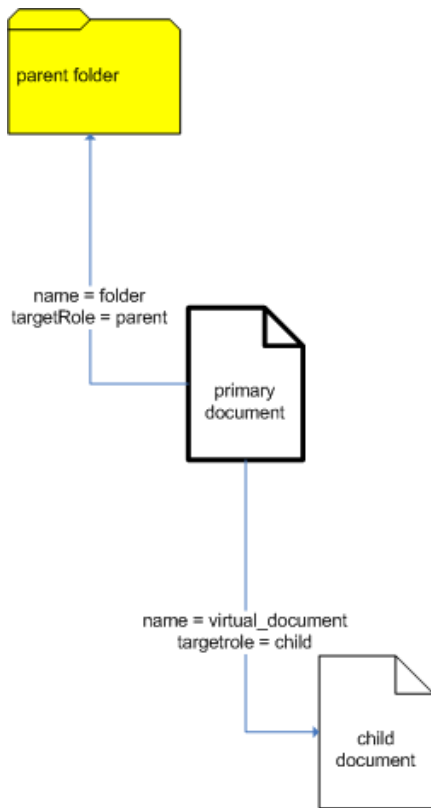 parent folder
name = folder
targetRole = parent
primary
document
name = virtual_document
targetrole = child
child
document